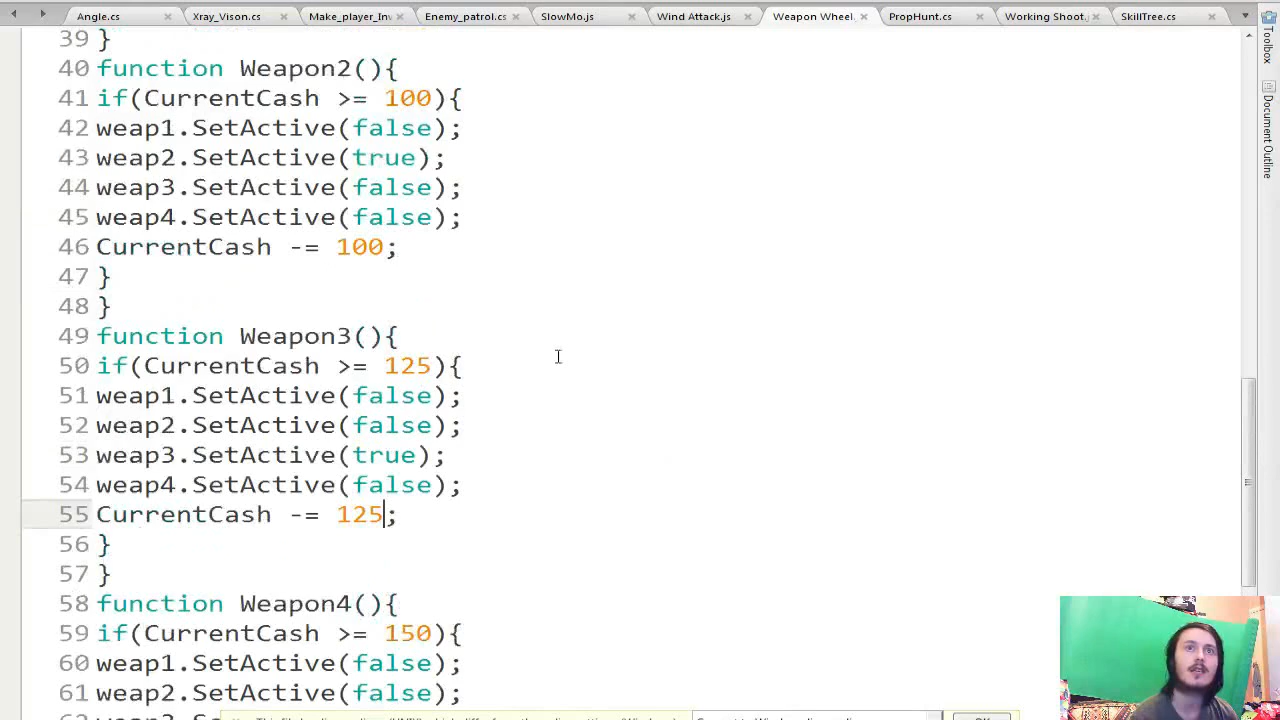 Angle.cs Xray_Vison.cs Make_player_Inv Enemy_patrol.cs SlowMo.js Wind Attack.js Weapon Wheel. PropHunt.cs Working Shoot. SkillTree.cs
Toolbox
Document Outline
39 }
40 function Weapon2(){
41 if(CurrentCash >= 100){
42 weap1.SetActive(false);
43 weap2.SetActive(true);
44 weap3.SetActive(false);
45 weap4.SetActive(false);
46 CurrentCash -= 100;
47 }
48 }
49 function Weapon3(){
50 if(CurrentCash >= 125){
51 weap1.SetActive(false);
52 weap2.SetActive(false);
53 weap3.SetActive(true);
54 weap4.SetActive(false);
55 CurrentCash -= 125;
56 }
57 }
58 function Weapon4(){
59 if(CurrentCash >= 150){
60 weap1.SetActive(false);
61 weap2.SetActive(false);